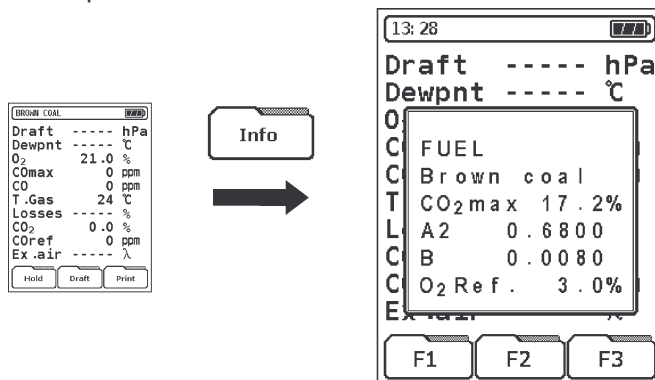 BROWN COAL
Draft ----- hPa
Dewpnt ----- ℃
O₂ 21.0 %
COmax 0 ppm
CO 0 ppm
T.Gas 24 ℃
Losses ----- %
CO₂ 0.0 %
COref 0 ppm
Ex.air ----- λ
Hold Draft Print
Info
13:28
Draft ----- hPa
Dewpnt ----- ℃
FUEL
Brown coal
CO₂max 17.2%
A2 0.6800
B 0.0080
O₂Ref. 3.0%
F1 F2 F3